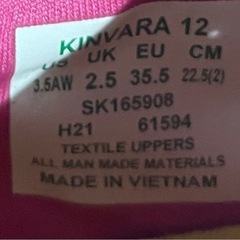 KINVARA 12
US UK EU CM
3.5AW 2.5 35.5 22.5(2)
SK165908
H21 61594
TEXTILE UPPERS
ALL MAN MADE MATERIALS
MADE IN VIETNAM